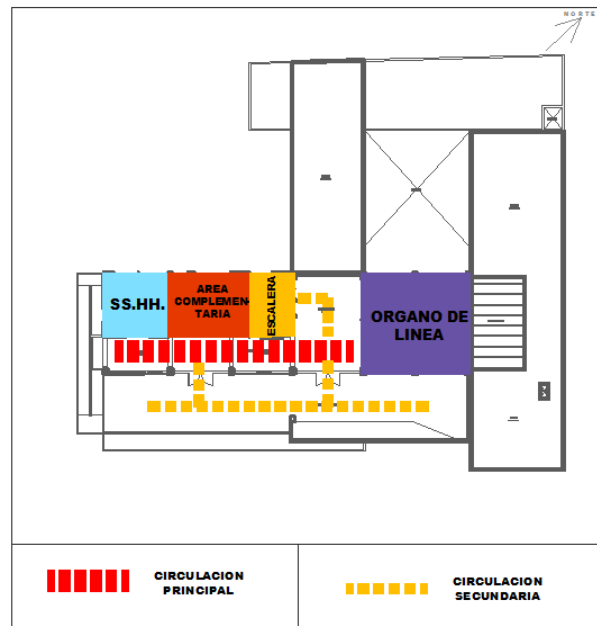 NORTE
SS.HH.
AREA
COMPLEMEN-
TARIA
ESCALERA
ORGANO DE
LINEA
CIRCULACION
PRINCIPAL
CIRCULACION
SECUNDARIA